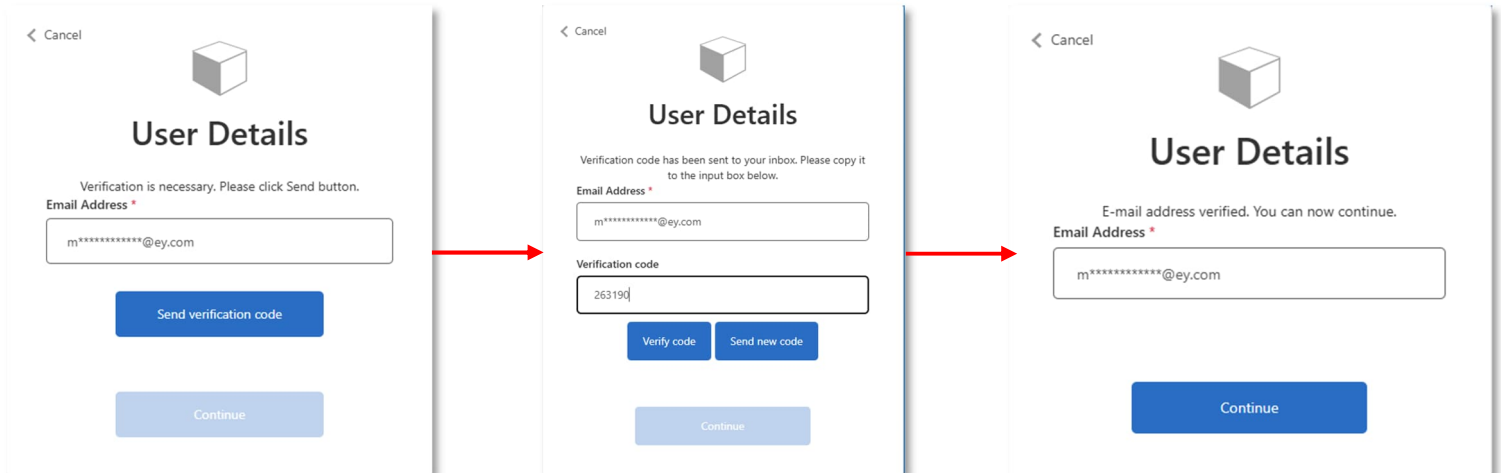 Cancel
User Details
Verification is necessary. Please click Send button.
Email Address *
m************@ey.com
Send verification code
Continue
Cancel
User Details
Verification code has been sent to your inbox. Please copy it
to the input box below.
Email Address *
m************@ey.com
Verification code
263190
Verify code
Send new code
Continue
Cancel
User Details
E-mail address verified. You can now continue.
Email Address *
m************@ey.com
Continue